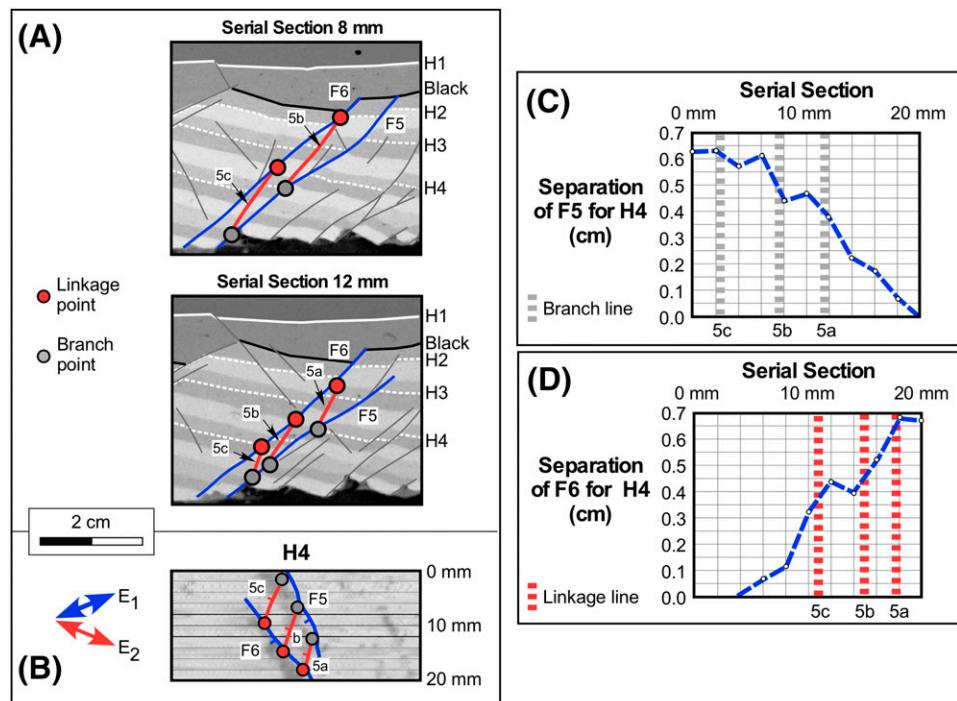 (A)
Serial Section 8 mm
H1
Black
F6
H2
5b
F5
H3
5c
H4
Linkage point
Branch point
Serial Section 12 mm
H1
F6
Black
H2
5a
H3
5b
F5
5c
H4
2 cm
(B)
H4
E1
E2
0 mm
5c
F5
10 mm
b
F6
5a
20 mm
(C)
Serial Section
0 mm 10 mm 20 mm
Separation of F5 for H4 (cm)
0.7
0.6
0.5
0.4
0.3
0.2
0.1
0.0
Branch line
5c 5b 5a
(D)
Serial Section
0 mm 10 mm 20 mm
Separation of F6 for H4 (cm)
0.7
0.6
0.5
0.4
0.3
0.2
0.1
0.0
Linkage line
5c 5b 5a